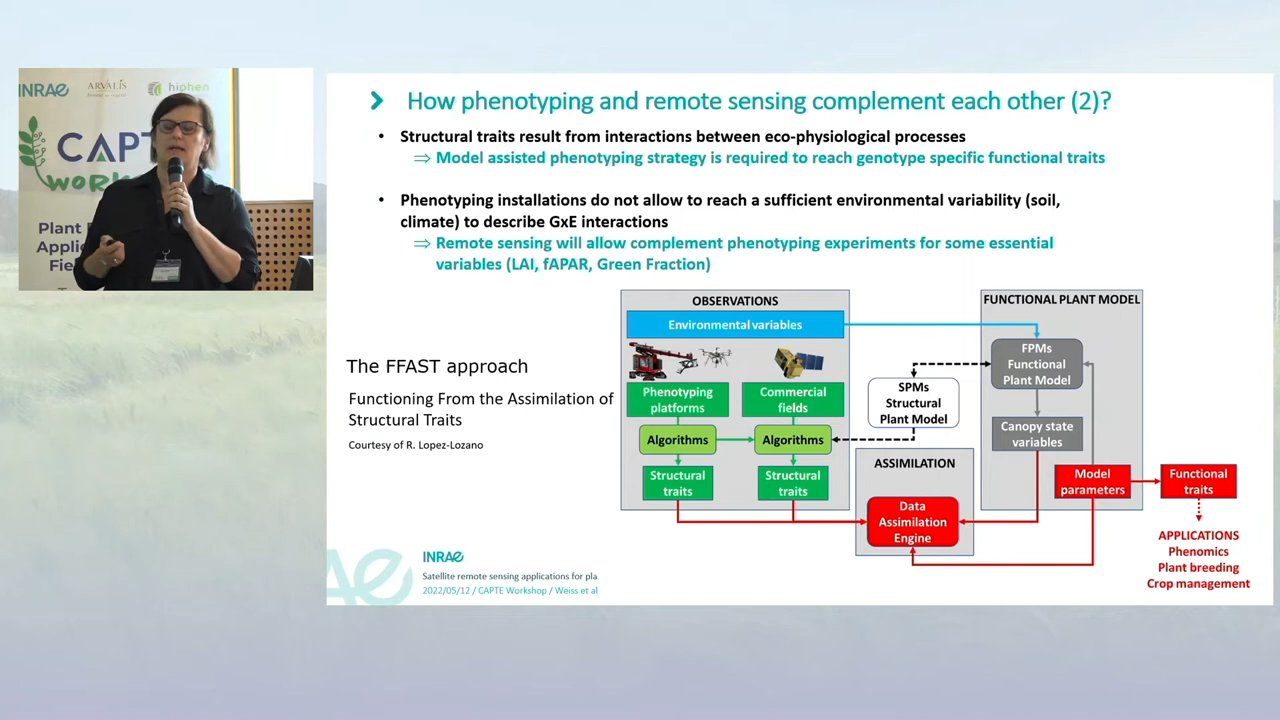 INRAE
ARVALIS
hiphen
CAPT
WORK
Plant
Applic
Fiel
How phenotyping and remote sensing complement each other (2)?
• Structural traits result from interactions between eco-physiological processes
⇒ Model assisted phenotyping strategy is required to reach genotype specific functional traits
• Phenotyping installations do not allow to reach a sufficient environmental variability (soil,
climate) to describe GxE interactions
⇒ Remote sensing will allow complement phenotyping experiments for some essential
variables (LAI, fAPAR, Green Fraction)
The FFAST approach
Functioning From the Assimilation of
Structural Traits
Courtesy of R. Lopez-Lozano
OBSERVATIONS
Environmental variables
Phenotyping
platforms
Commercial
fields
Algorithms
Algorithms
Structural
traits
Structural
traits
SPMs
Structural
Plant Model
ASSIMILATION
Data
Assimilation
Engine
FUNCTIONAL PLANT MODEL
FPMs
Functional
Plant Model
Canopy state
variables
Model
parameters
Functional
traits
APPLICATIONS
Phenomics
Plant breeding
Crop management
INRAE
Satellite remote sensing applications for pla.
2022/05/12 / CAPTE Workshop / Weiss et al